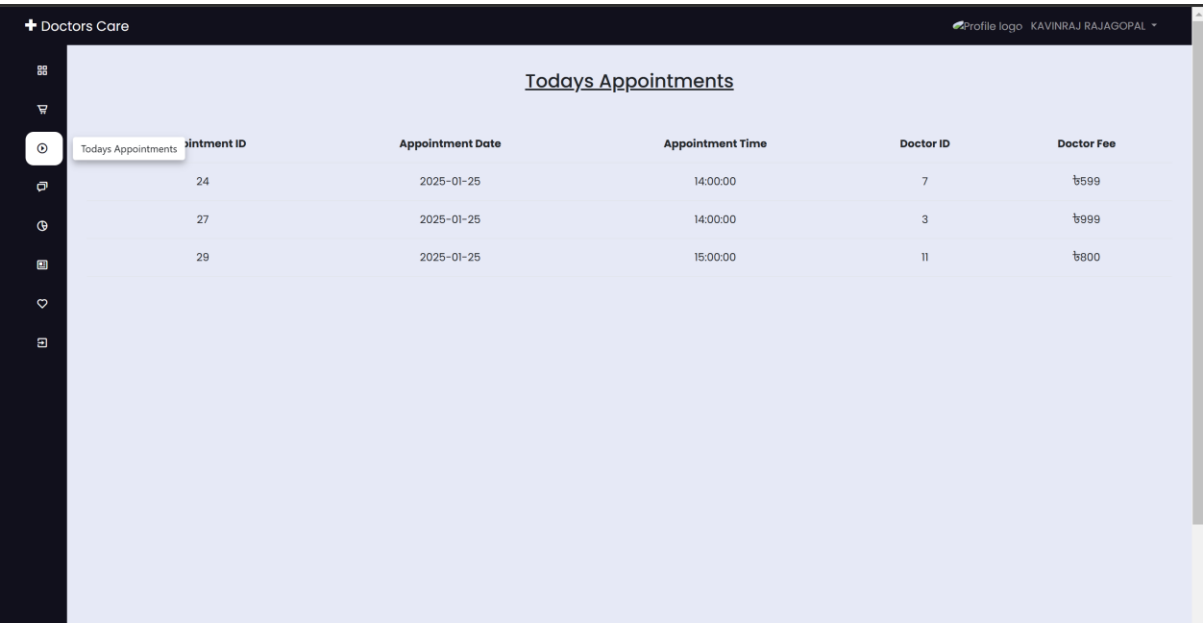 Doctors Care
Profile logo KAVINRAJ RAJAGOPAL
Todays Appointments
Todays Appointments
intment ID Appointment Date Appointment Time Doctor ID Doctor Fee
24 2025-01-25 14:00:00 7 ৳599
27 2025-01-25 14:00:00 3 ৳999
29 2025-01-25 15:00:00 11 ৳800